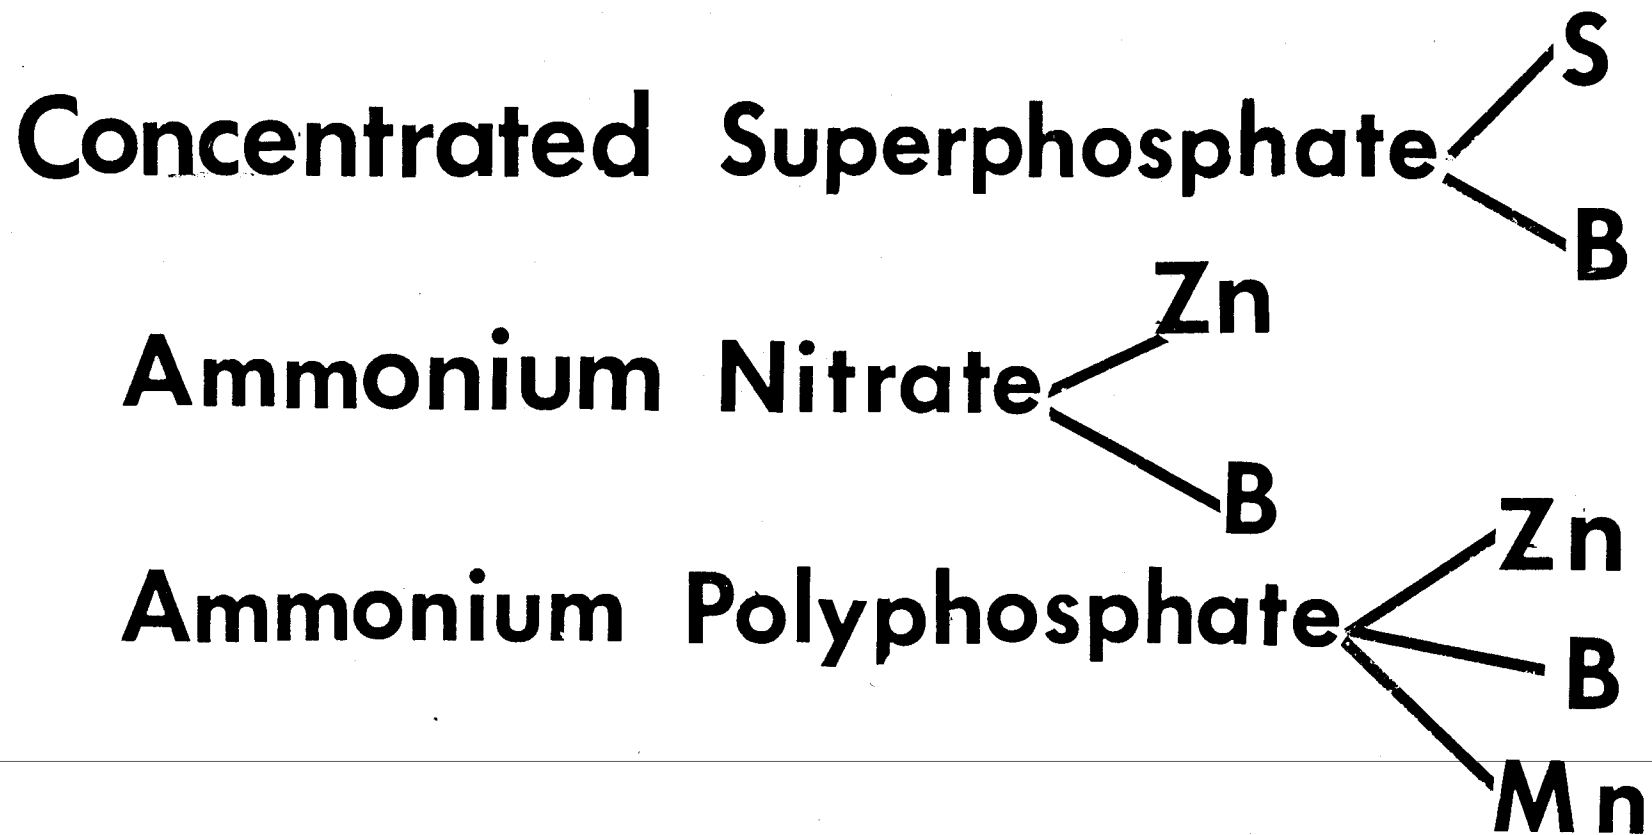 S
Concentrated Superphosphate
B
Zn
Ammonium Nitrate
B
Zn
Ammonium Polyphosphate
B
Mn